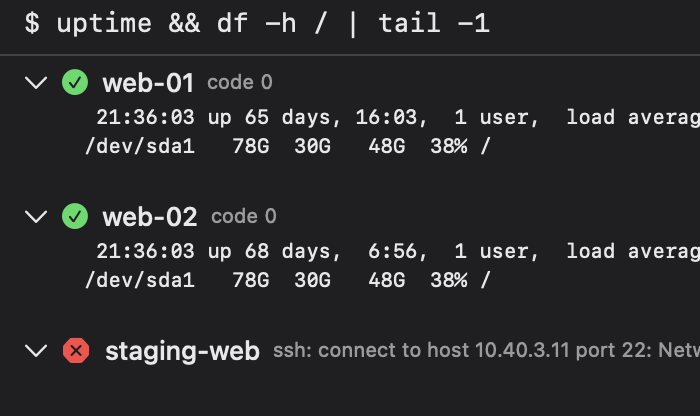 $ uptime && df -h / | tail -1
web-01 code 0
21:36:03 up 65 days, 16:03, 1 user, load
/dev/sda1 78G 30G 48G 38% /
web-02 code 0
21:36:03 up 68 days, 6:56, 1 user, load
/dev/sda1 78G 30G 48G 38% /
staging-web ssh: connect to host 10.40.3.11 port 22: